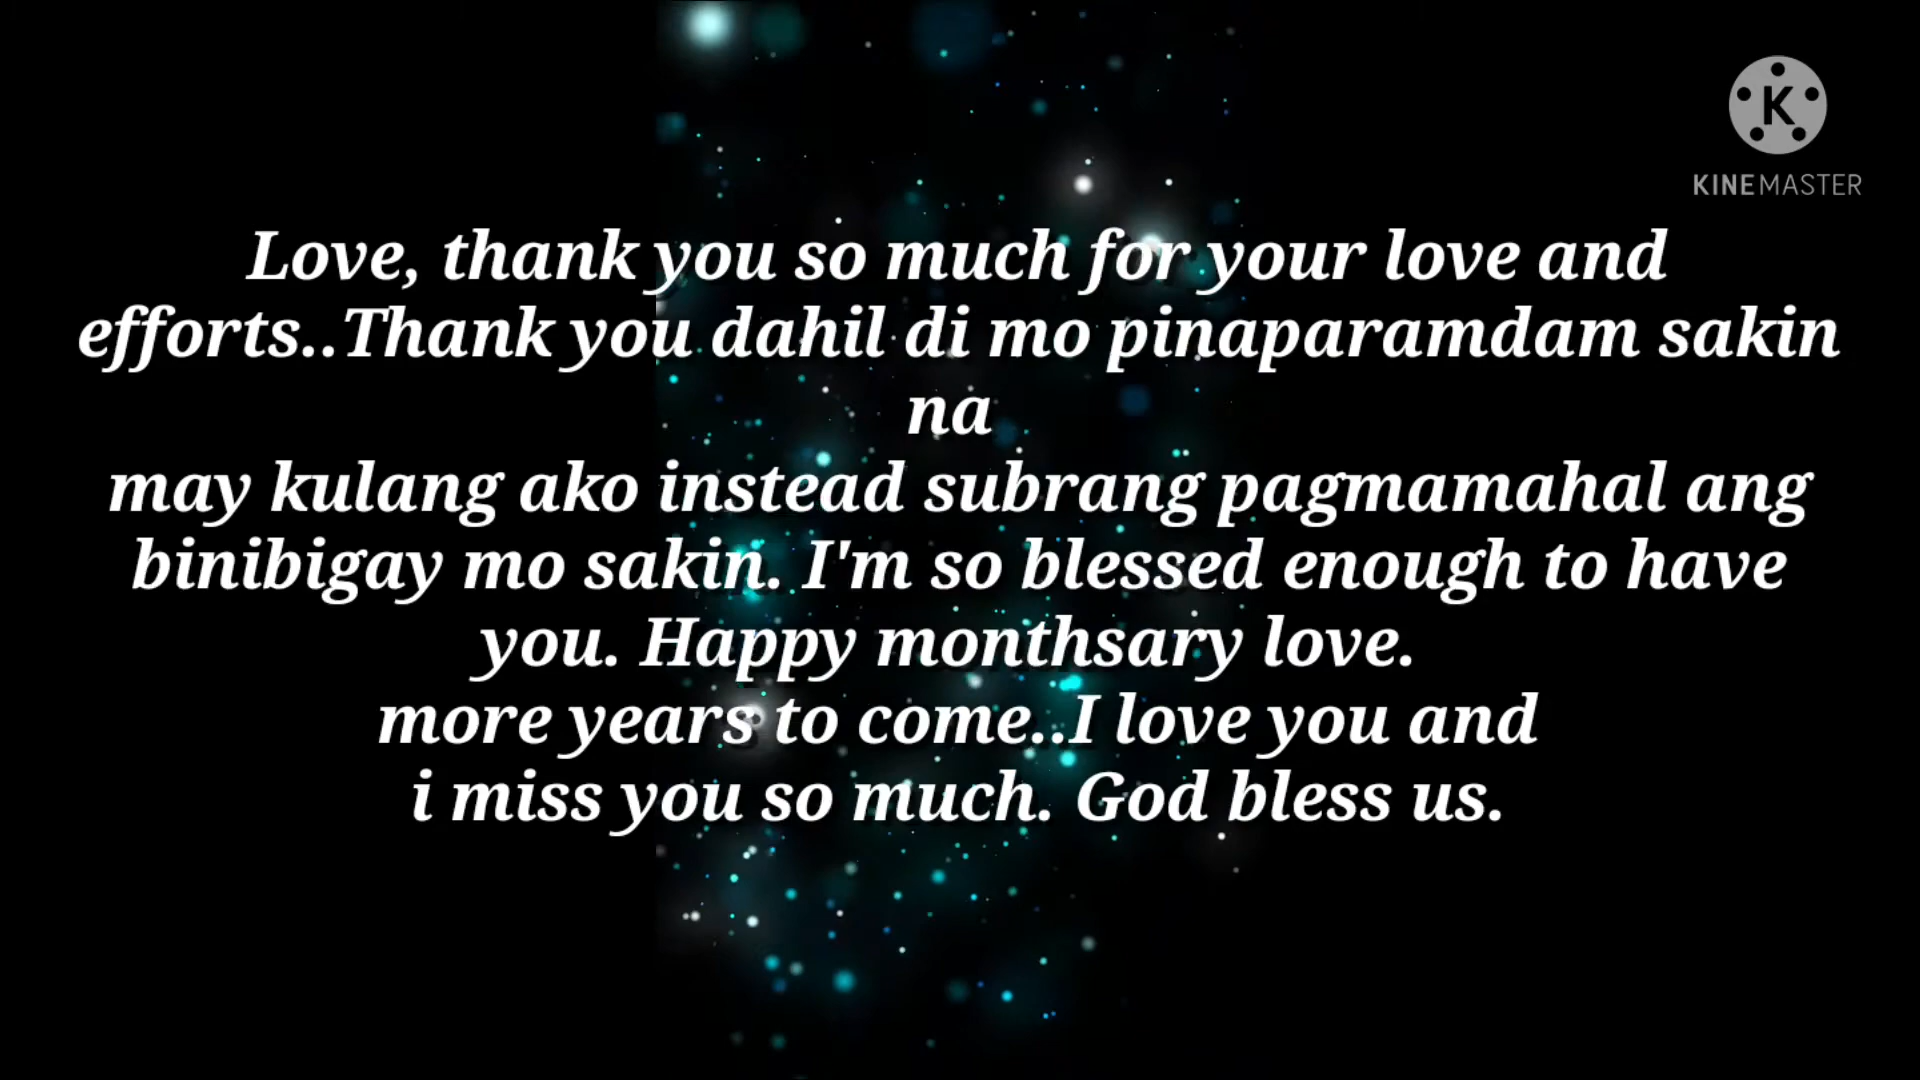 K
KINEMASTER
Love, thank you so much for your love and
efforts..Thank you dahil di mo pinaparamdam sakin
na
may kulang ako instead subrang pagmamahal ang
binibigay mo sakin. I'm so blessed enough to have
you. Happy monthsary love.
more years to come..I love you and
i miss you so much. God bless us.